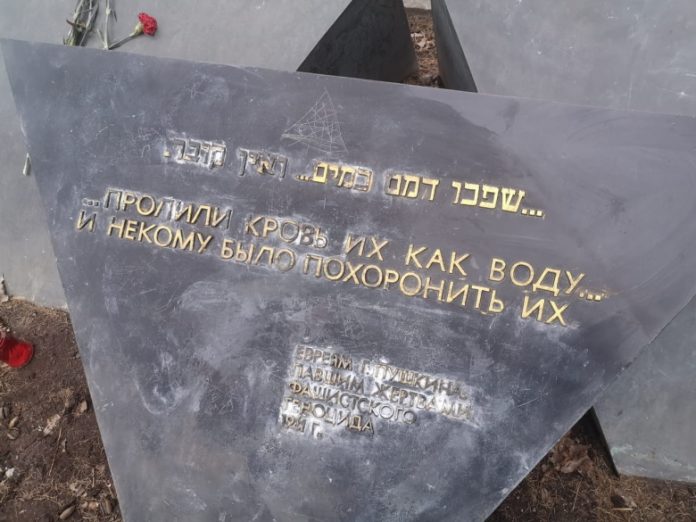 ...שפכו דמם כמים... ואין קובר.
...ПРОЛИЛИ КРОВЬ ИХ КАК ВОДУ...
И НЕКОМУ БЫЛО ПОХОРОНИТЬ ИХ
ЕВРЕЯМ Г. ПУШКИНА,
ПАВШИМ ЖЕРТВАМИ
ФАШИСТСКОГО
ГЕНОЦИДА
1941 Г.